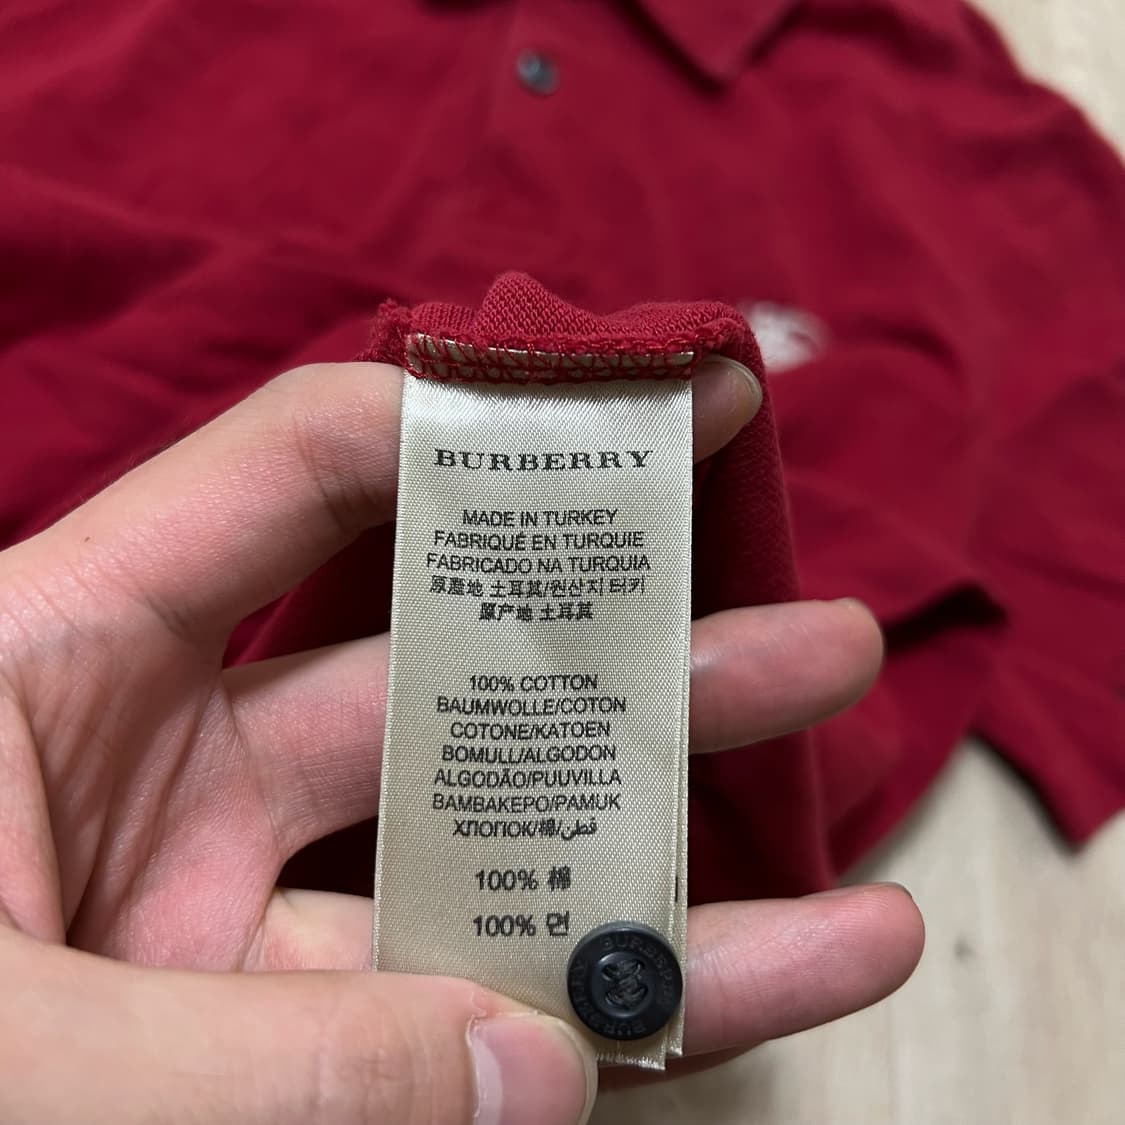 BURBERRY
MADE IN TURKEY
FABRIQUÉ EN TURQUIE
FABRICADO NA TURQUIA
原產地 土耳其/원산지 터키
原产地 土耳其
100% COTTON
BAUMWOLLE/COTON
COTONE/KATOEN
BOMULL/ALGODON
ALGODÃO/PUUVILLA
BAMBAKEPO/PAMUK
ХЛОПОК/棉/قطن
100% 棉
100% 면
BURBERRY
BURBERRY